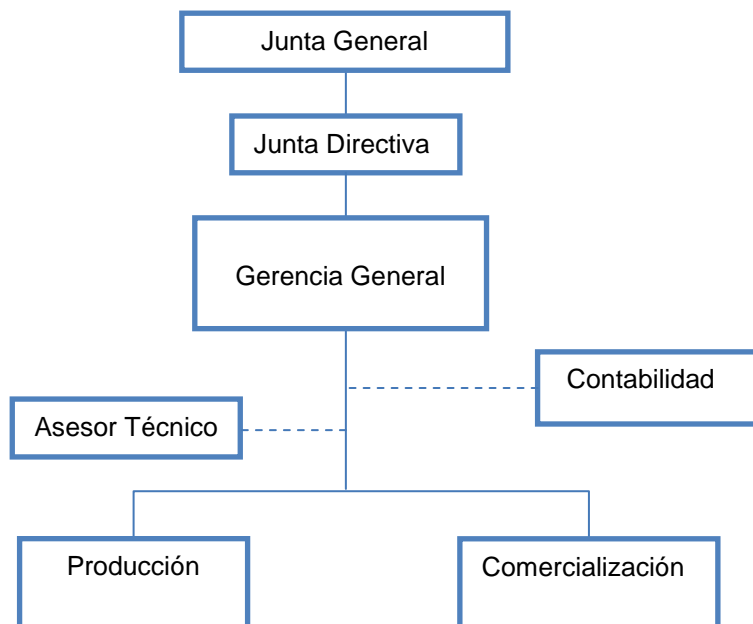 Junta General
Junta Directiva
Gerencia General
Contabilidad
Asesor Técnico
Producción
Comercialización